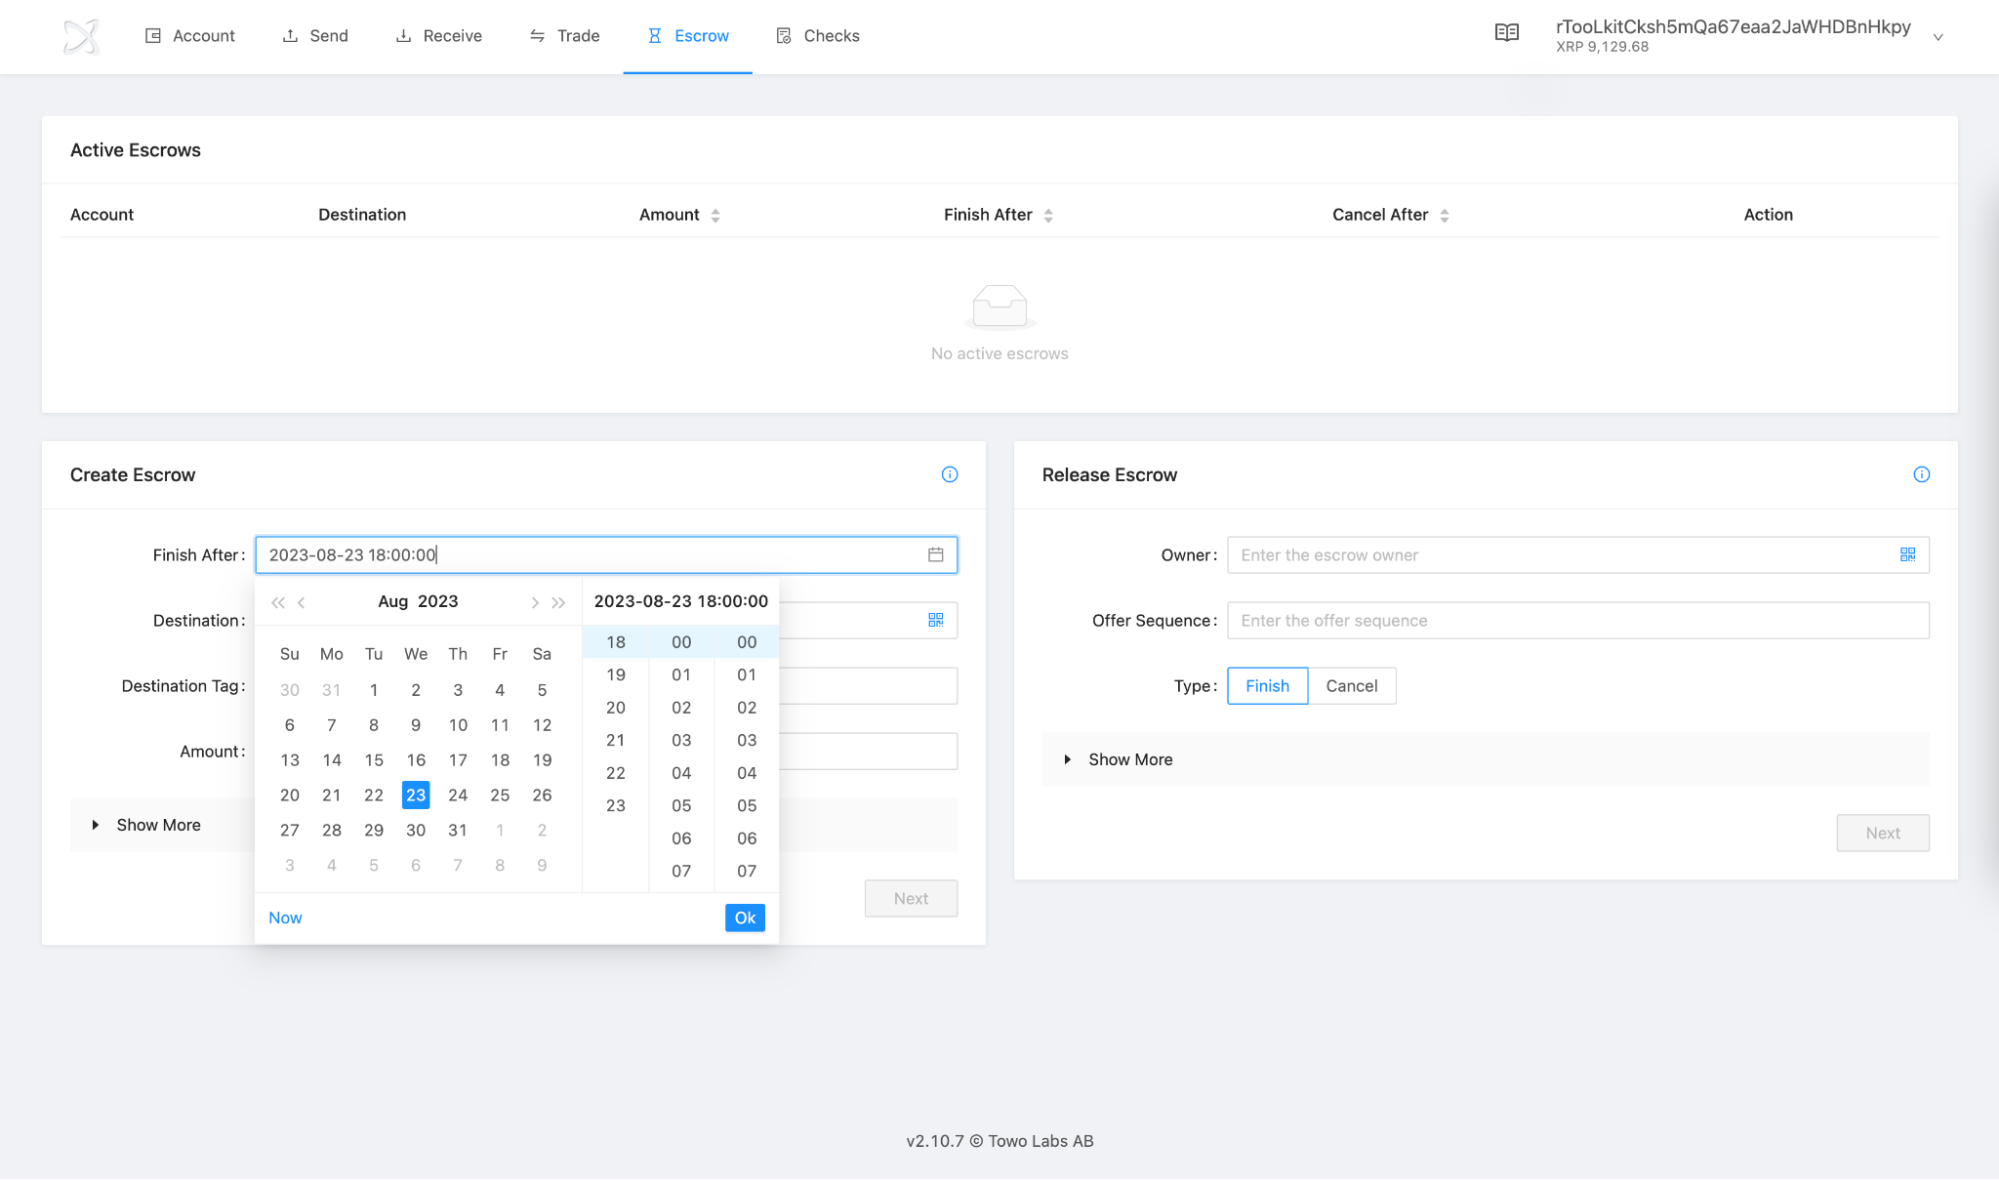 Account
Send
Receive
Trade
Escrow
Checks
rTooLkitCksh5mQa67eaa2JaWHDBnHkpy
XRP 9,129.68
Active Escrows
Account Destination Amount Finish After Cancel After Action
No active escrows
Create Escrow
Finish After: 2023-08-23 18:00:00
Destination:
Destination Tag:
Amount:
Show More
Next
Aug 2023
Su Mo Tu We Th Fr Sa
30 31 1 2 3 4 5
6 7 8 9 10 11 12
13 14 15 16 17 18 19
20 21 22 23 24 25 26
27 28 29 30 31 1 2
3 4 5 6 7 8 9
2023-08-23 18:00:00
18 00 00
19 01 01
20 02 02
21 03 03
22 04 04
23 05 05
06 06
07 07
Now
Ok
Release Escrow
Owner: Enter the escrow owner
Offer Sequence: Enter the offer sequence
Type: Finish Cancel
Show More
Next
v2.10.7 © Towo Labs AB